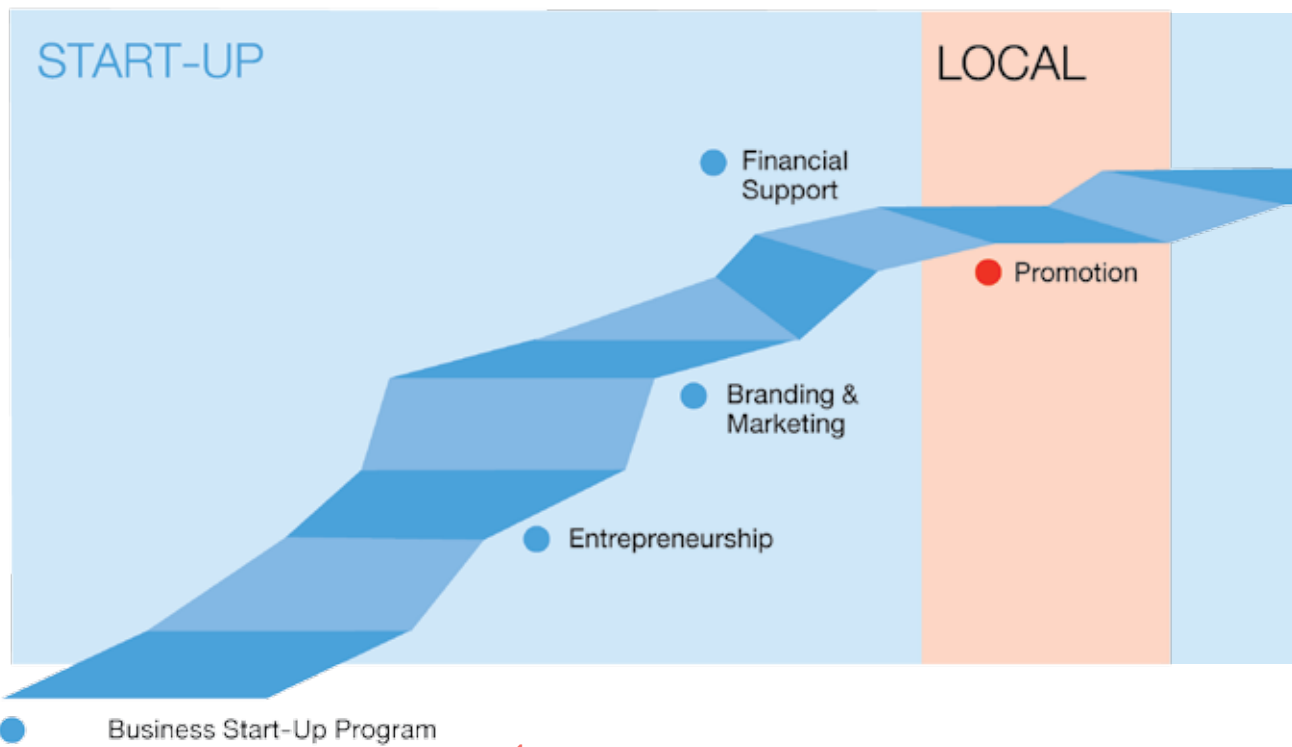 START-UP
LOCAL
Financial
Support
Promotion
Branding &
Marketing
Entrepreneurship
Business Start-Up Program